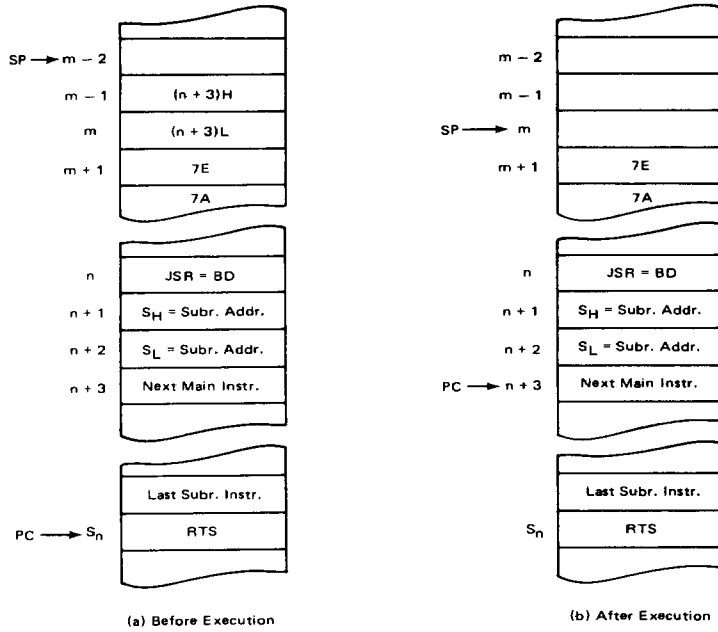 SP m − 2
m − 1 (n + 3)H
m (n + 3)L
m + 1 7E
7A
n JSR = BD
n + 1 SH = Subr. Addr.
n + 2 SL = Subr. Addr.
n + 3 Next Main Instr.
Last Subr. Instr.
PC Sn RTS
(a) Before Execution
m − 2
m − 1
SP m
m + 1 7E
7A
n JSR = BD
n + 1 SH = Subr. Addr.
n + 2 SL = Subr. Addr.
PC n + 3 Next Main Instr.
Last Subr. Instr.
Sn RTS
(b) After Execution